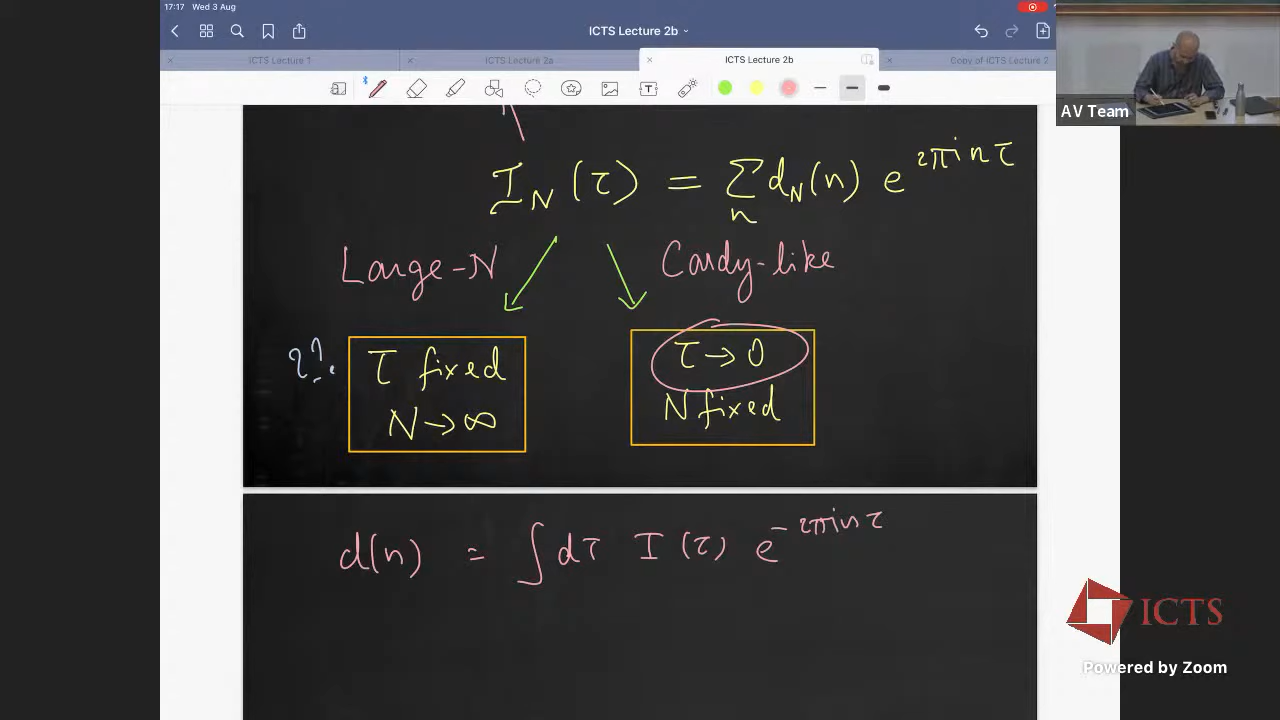 17:17 Wed 3 Aug
ICTS Lecture 2b
ICTS Lecture 1
ICTS Lecture 2a
ICTS Lecture 2b
Copy of ICTS Lecture 2
AV Team
I_N (τ) = Σ_n d_N(n) e^{2πinτ}
Large-N
Cardy-like
??
τ fixed
N→∞
τ→0
N fixed
d(n) = ∫dτ I(τ) e^{-2πinτ}
ICTS
Powered by Zoom